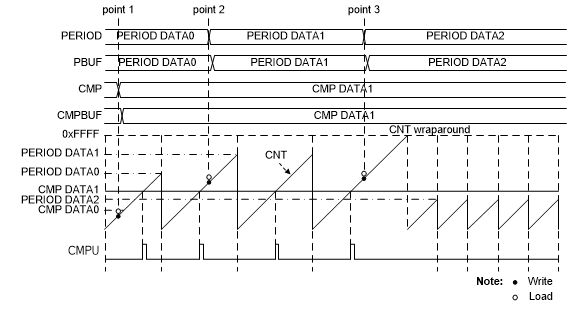 point 1 point 2 point 3
PERIOD PERIOD DATA0 PERIOD DATA1 PERIOD DATA2
PBUF PERIOD DATA0 PERIOD DATA1 PERIOD DATA2
CMP CMP DATA1
CMPBUF CMP DATA1
0xFFFF CNT wraparound
PERIOD DATA1 CNT
PERIOD DATA0
CMP DATA1
PERIOD DATA2
CMP DATA0
CMPU
Note: Write
Load